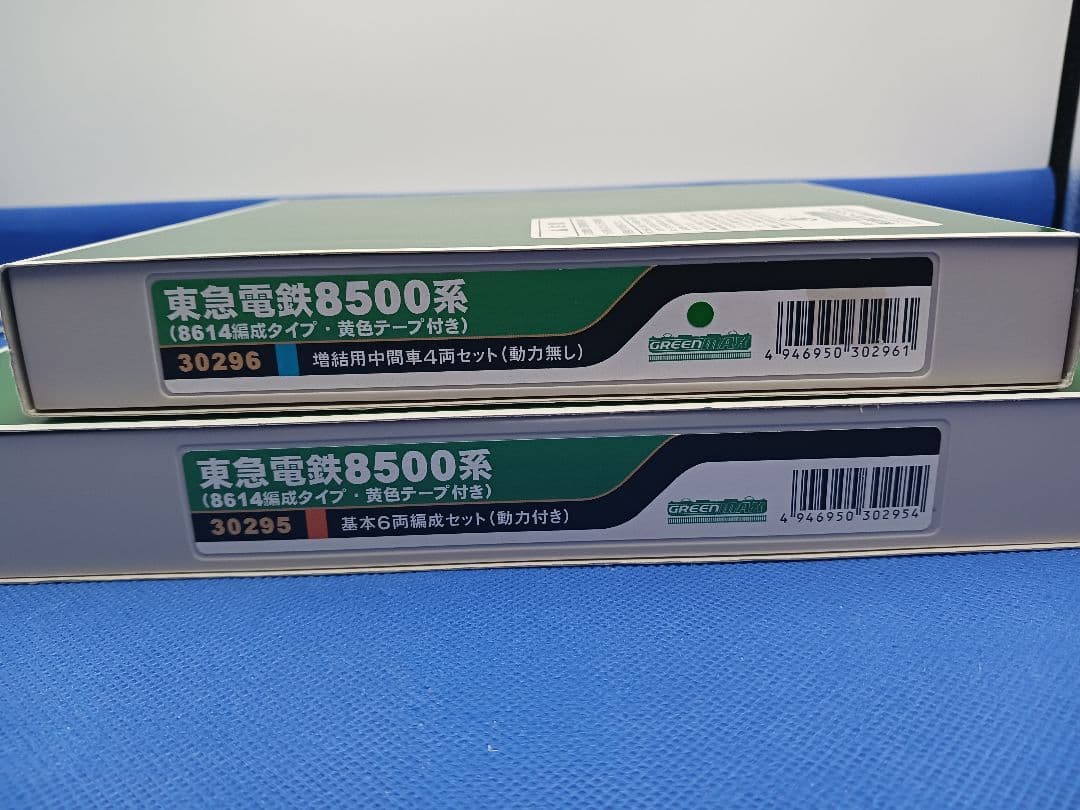 東急電鉄8500系
(8614編成タイプ・黄色テープ付き)
30296 増結用中間車4両セット(動力無し)
GREENMAX
4 946950 302961
東急電鉄8500系
(8614編成タイプ・黄色テープ付き)
30295 基本6両編成セット(動力付き)
GREENMAX
4 946950 302954